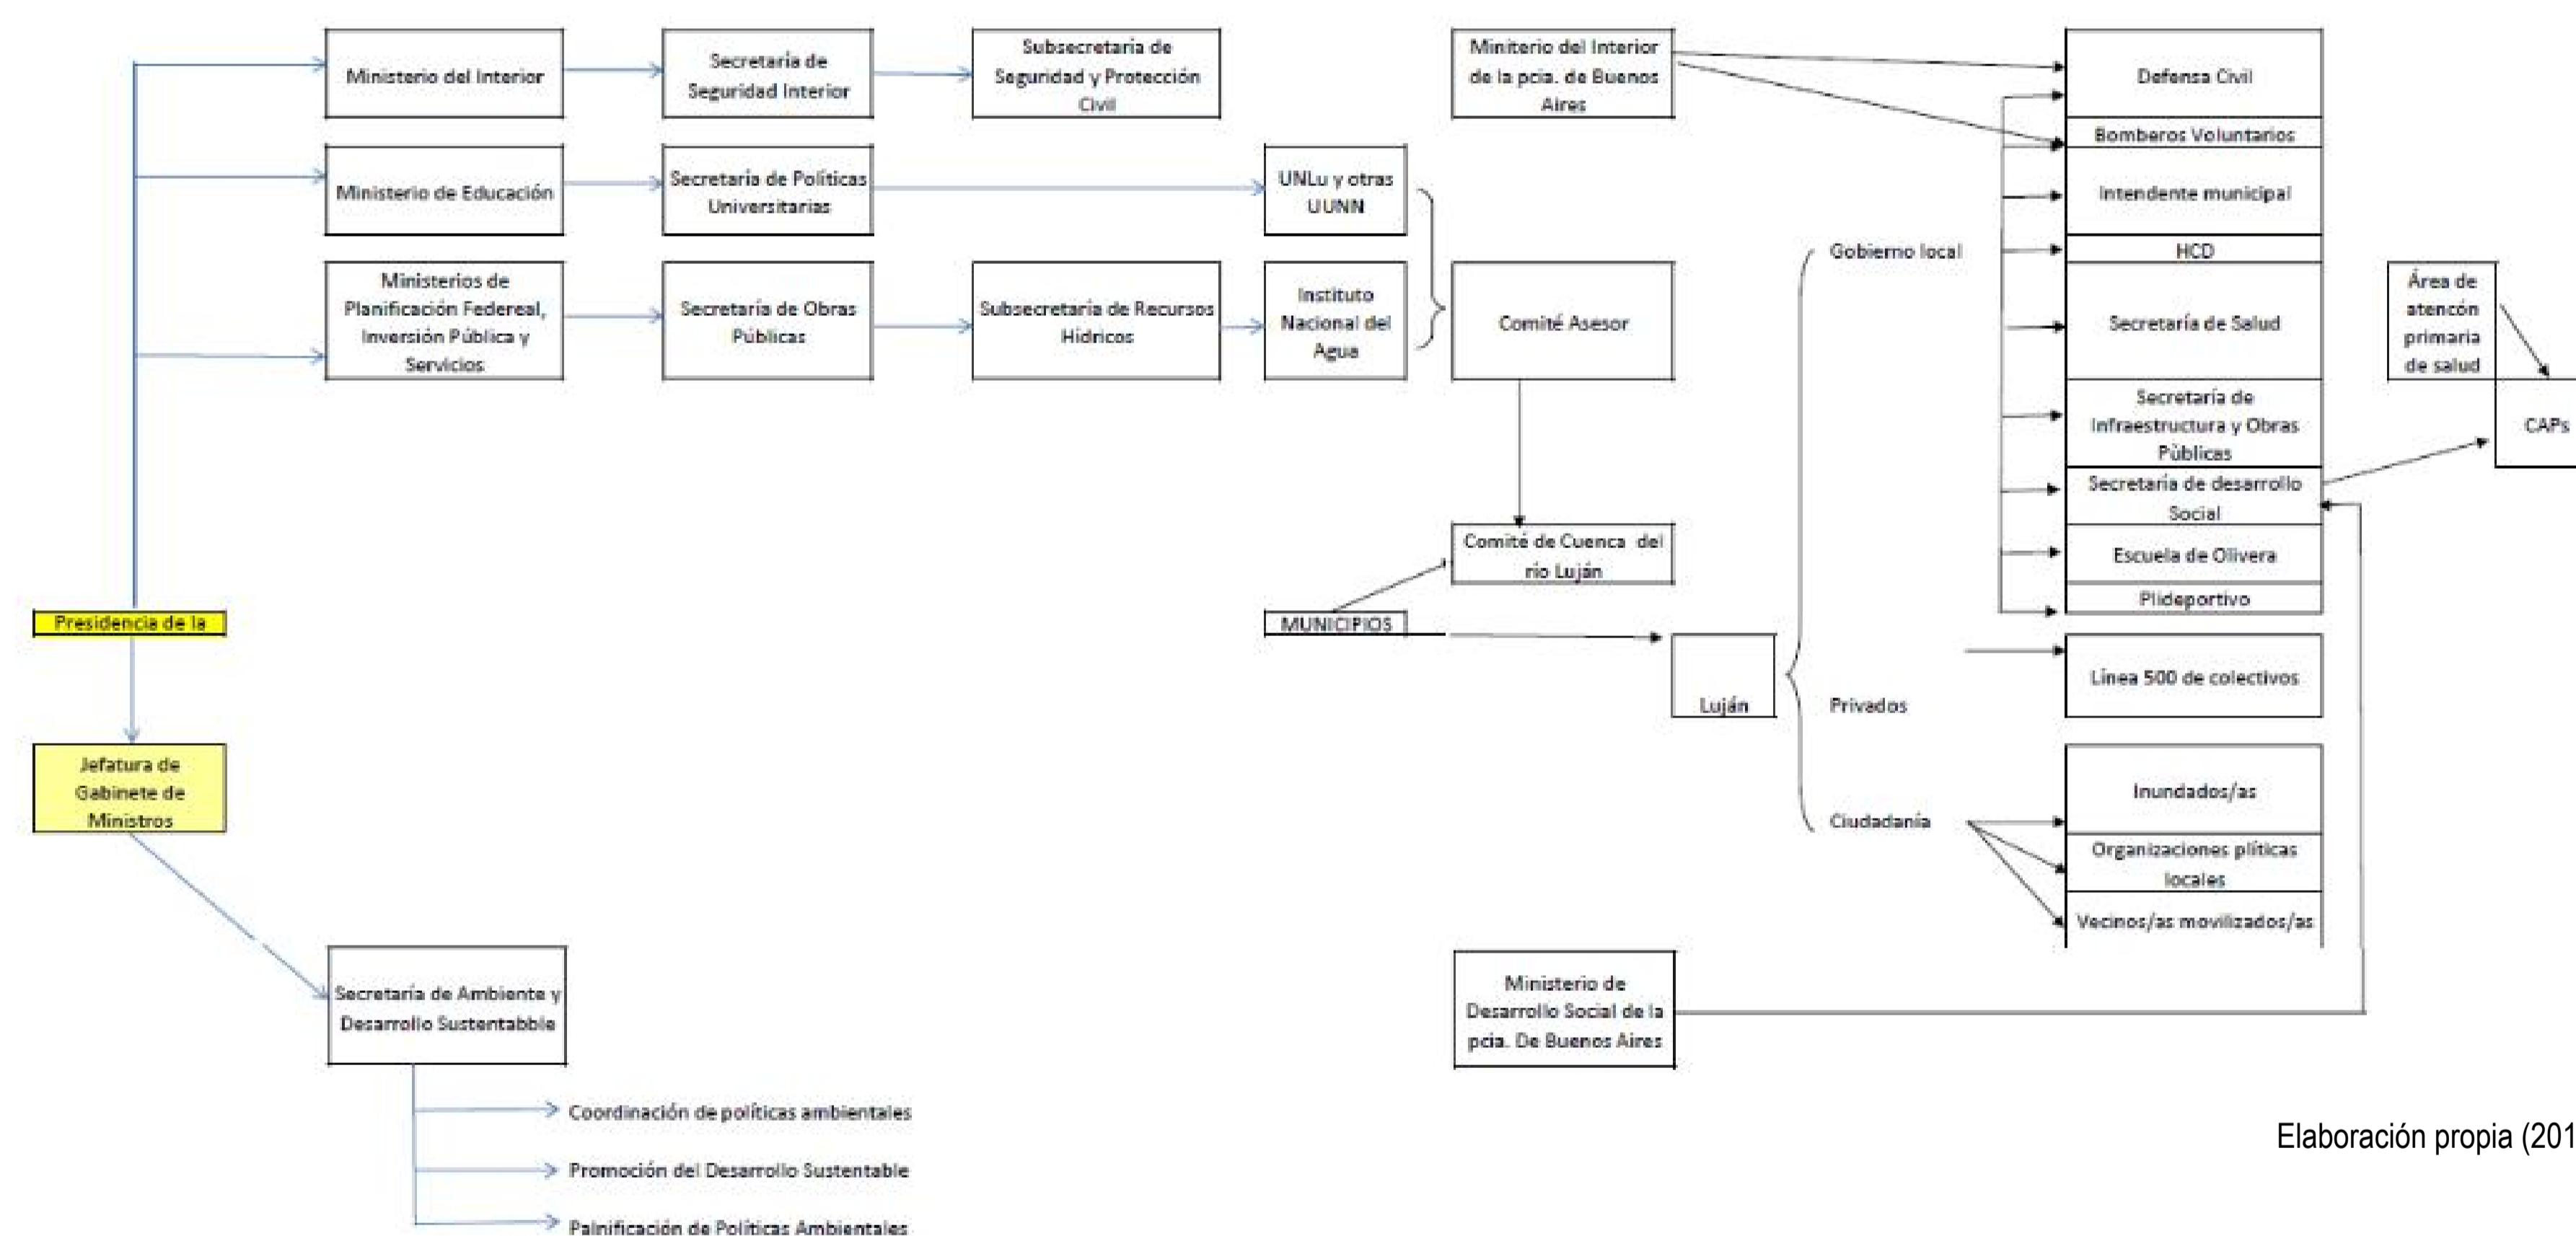 Ministerio del Interior
Secretaría de
Seguridad Interior
Subsecretaria de
Seguridad y Protección
Civil
Miniterio del Interior
de la pcia. de Buenos
Aires
Defensa Civil
Bomberos Voluntarios
Ministerio de Educación
Secretaría de Políticas
Universitarias
UNLu y otras
UUNN
Intendente municipal
Gobierno local
HCD
Ministerios de
Planificación Federeal,
Inversión Pública y
Servicios
Secretaría de Obras
Públicas
Subsecretaría de Recursos
Hídricos
Instituto
Nacional del
Agua
Comité Asesor
Secretaría de Salud
Área de
atencón
primaria
de salud
Secretaría de
Infraestructura y Obras
Pùblicas
CAPs
Secretaría de desarrollo
Social
Comité de Cuenca del
río Luján
Escuela de Olivera
Plideportivo
Presidencia de la
MUNICIPIOS
Luján
Privados
Línea 500 de colectivos
Jefatura de
Gabinete de
Ministros
Inundados/as
Ciudadanía
Organizaciones plíticas
locales
Vecinos/as movilizados/as
Secretaría de Ambiente y
Desarrollo Sustentabble
Ministerio de
Desarrollo Social de la
pcia. De Buenos Aires
Coordinación de políticas ambientales
Promoción del Desarrollo Sustentable
Palnificación de Políticas Ambientales
Elaboración propia (201